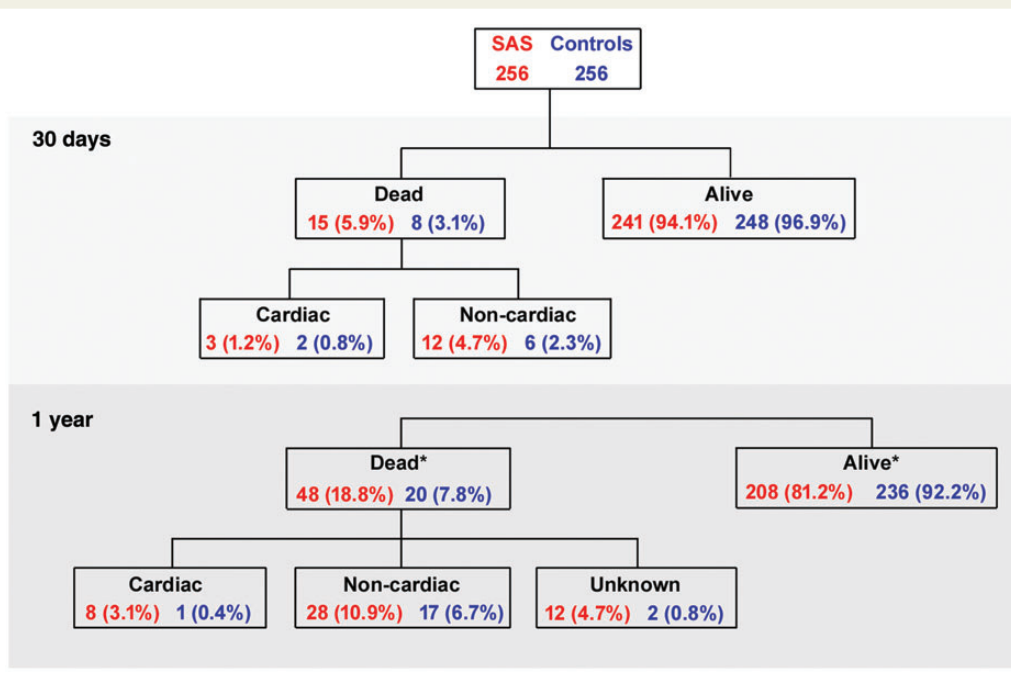 SAS Controls
256 256
30 days
Dead
15 (5.9%) 8 (3.1%)
Alive
241 (94.1%) 248 (96.9%)
Cardiac
3 (1.2%) 2 (0.8%)
Non-cardiac
12 (4.7%) 6 (2.3%)
1 year
Dead*
48 (18.8%) 20 (7.8%)
Alive*
208 (81.2%) 236 (92.2%)
Cardiac
8 (3.1%) 1 (0.4%)
Non-cardiac
28 (10.9%) 17 (6.7%)
Unknown
12 (4.7%) 2 (0.8%)